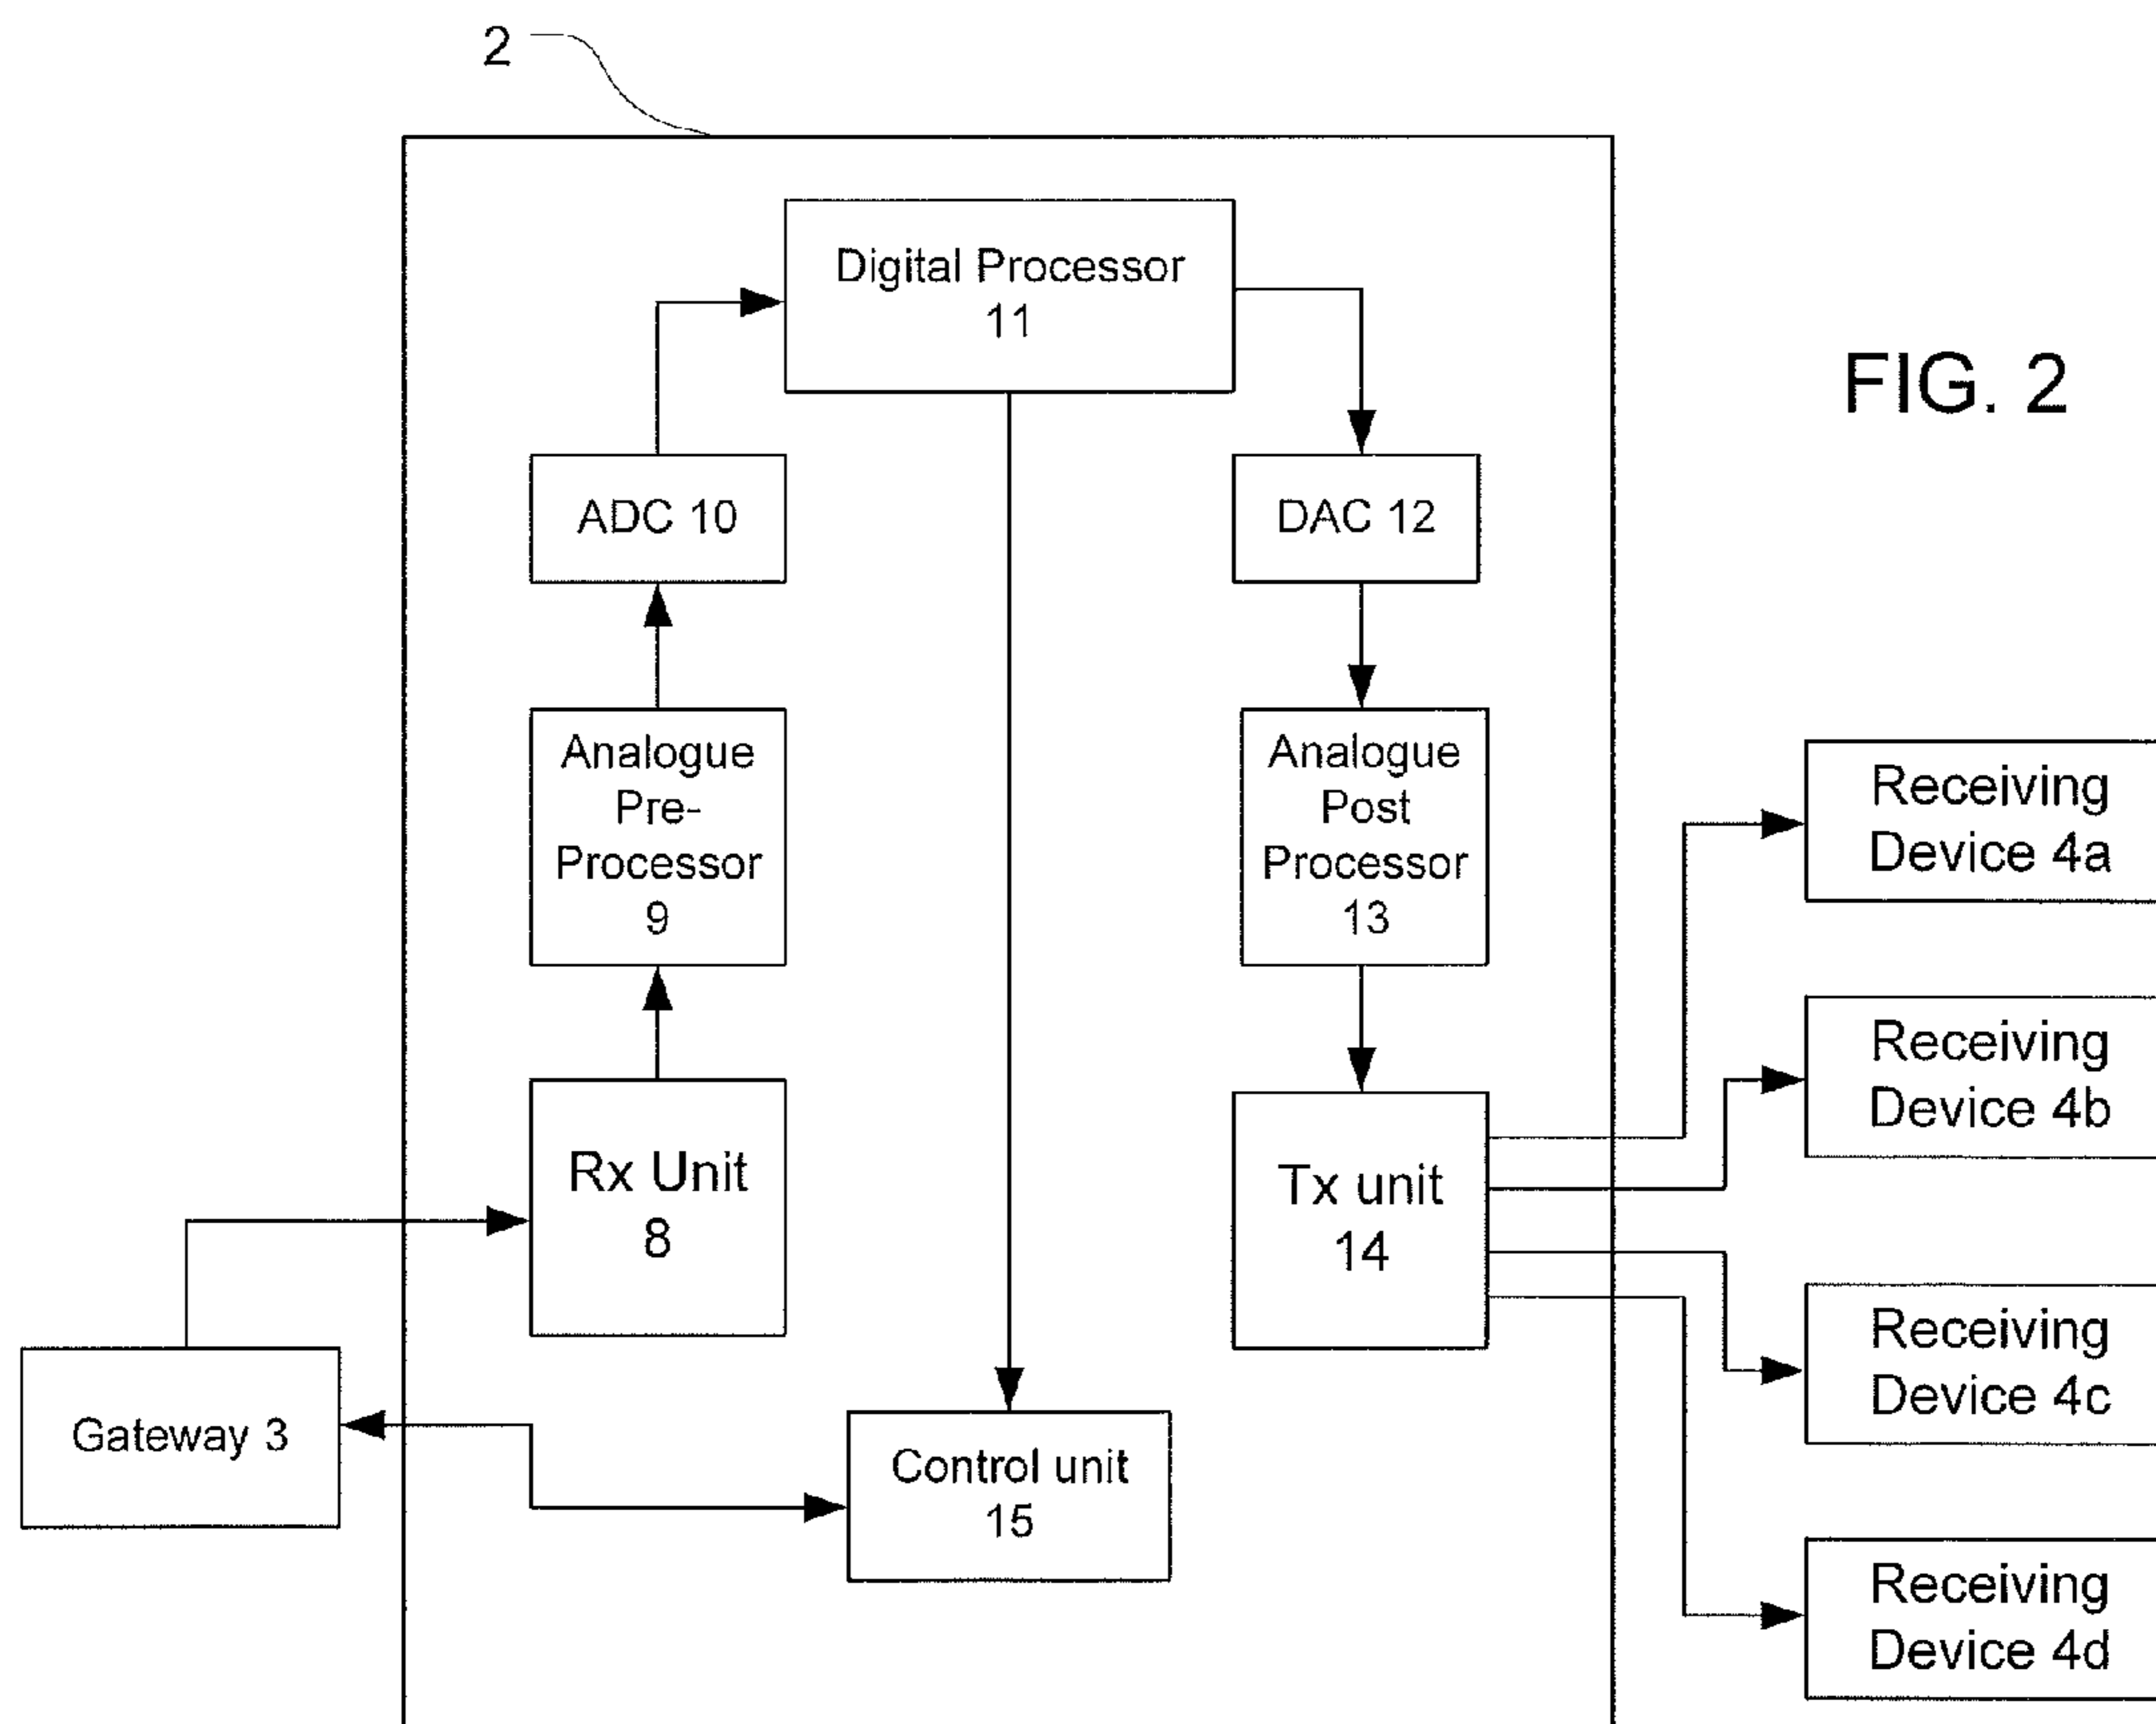 2
Digital Processor
11
FIG. 2
ADC 10
DAC 12
Analogue
Pre-
Processor
9
Analogue
Post
Processor
13
Receiving
Device 4a
Receiving
Device 4b
Rx Unit
8
Tx unit
14
Receiving
Device 4c
Gateway 3
Control unit
15
Receiving
Device 4d